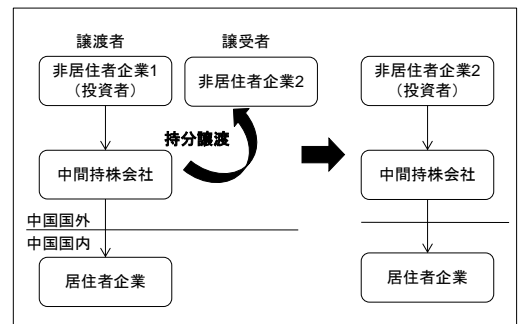 譲渡者
譲受者
非居住者企業1
(投資者)
非居住者企業2
持分譲渡
中間持株会社
中国国外
中国国内
居住者企業
非居住者企業2
(投資者)
中間持株会社
居住者企業